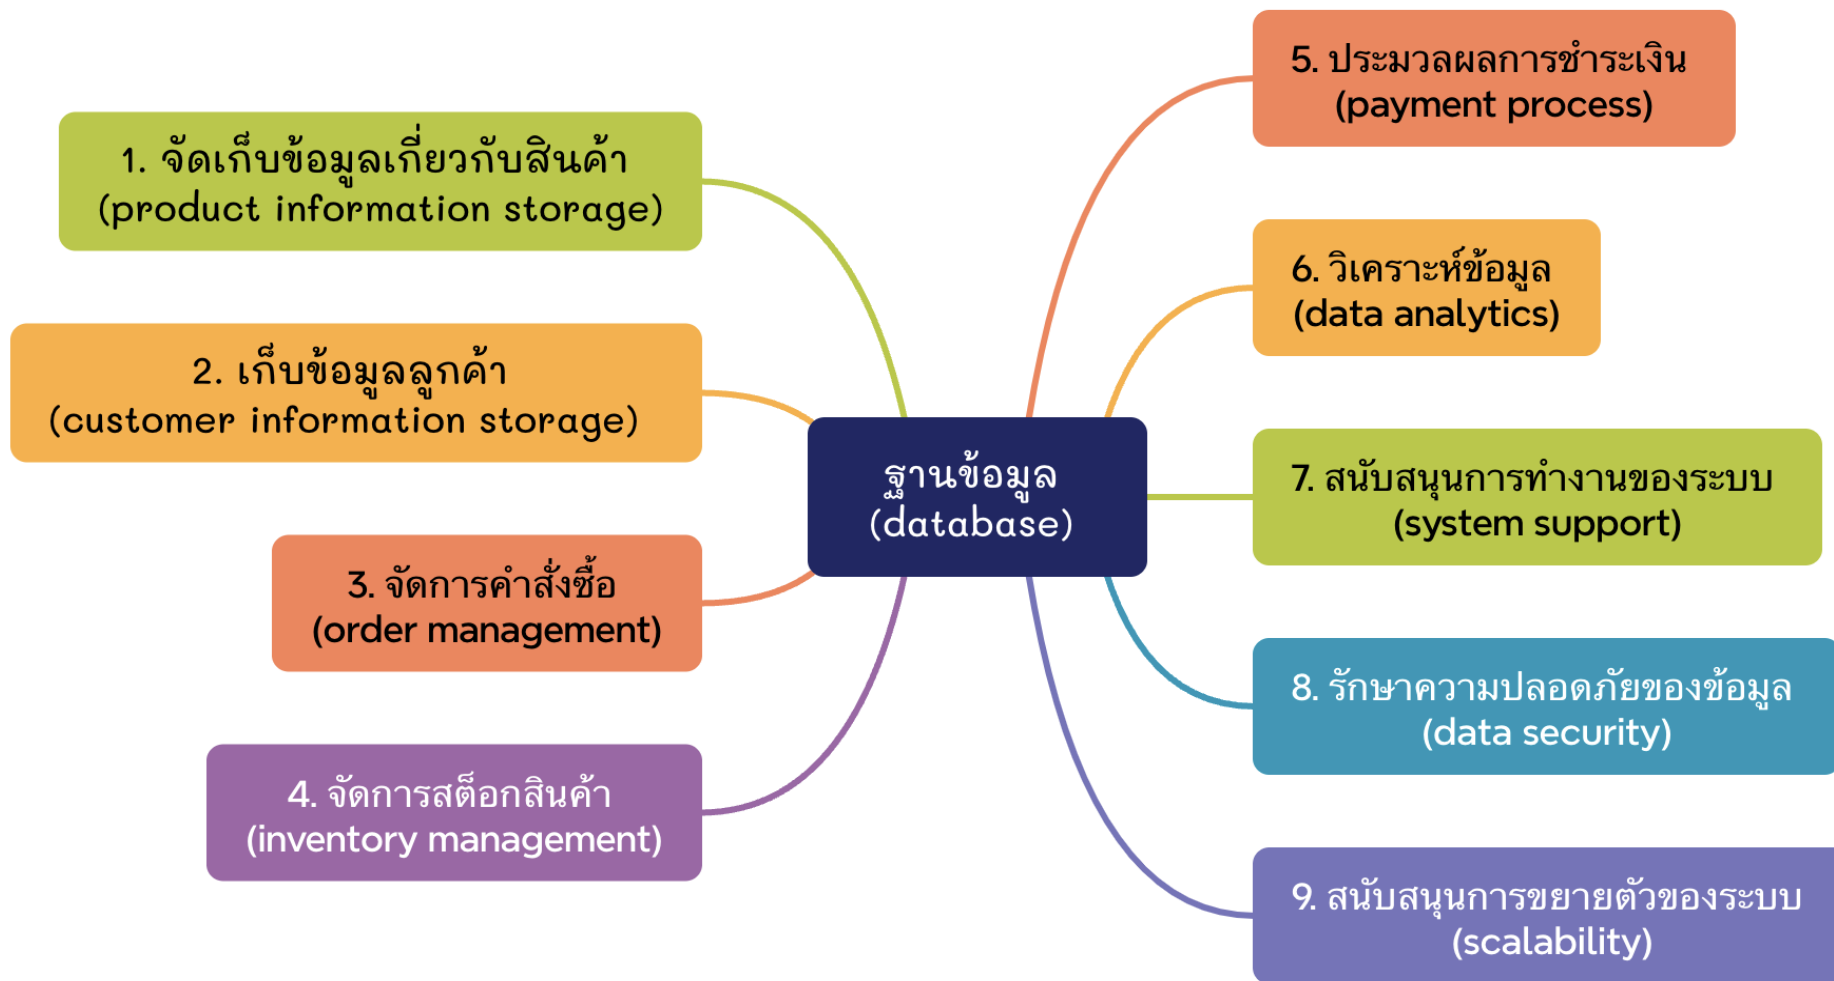 1. จัดเก็บข้อมูลเกี่ยวกับสินค้า
(product information storage)
2. เก็บข้อมูลลูกค้า
(customer information storage)
3. จัดการคำสั่งซื้อ
(order management)
4. จัดการสต็อกสินค้า
(inventory management)
ฐานข้อมูล
(database)
5. ประมวลผลการชำระเงิน
(payment process)
6. วิเคราะห์ข้อมูล
(data analytics)
7. สนับสนุนการทำงานของระบบ
(system support)
8. รักษาความปลอดภัยของข้อมูล
(data security)
9. สนับสนุนการขยายตัวของระบบ
(scalability)